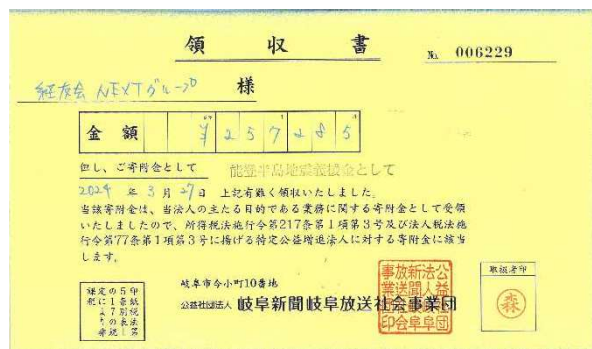 領収書
No. 006229
経友会 NEXTグループ 様
金額 ¥257285
但し、ご寄附金として 能登半島地震義援金として
2024年3月27日 上記有難く領収いたしました。
当該寄附金は、当法人の主たる目的である業務に関する寄附金として受領
いたしましたので、所得税法施行令第217条第1項第3号及び法人税法施
行令第77条第1項第3号に掲げる特定公益増進法人に対する寄附金に該当
します。
岐阜市今小町10番地
公益社団法人 岐阜新聞岐阜放送社会事業団
取扱者印
森